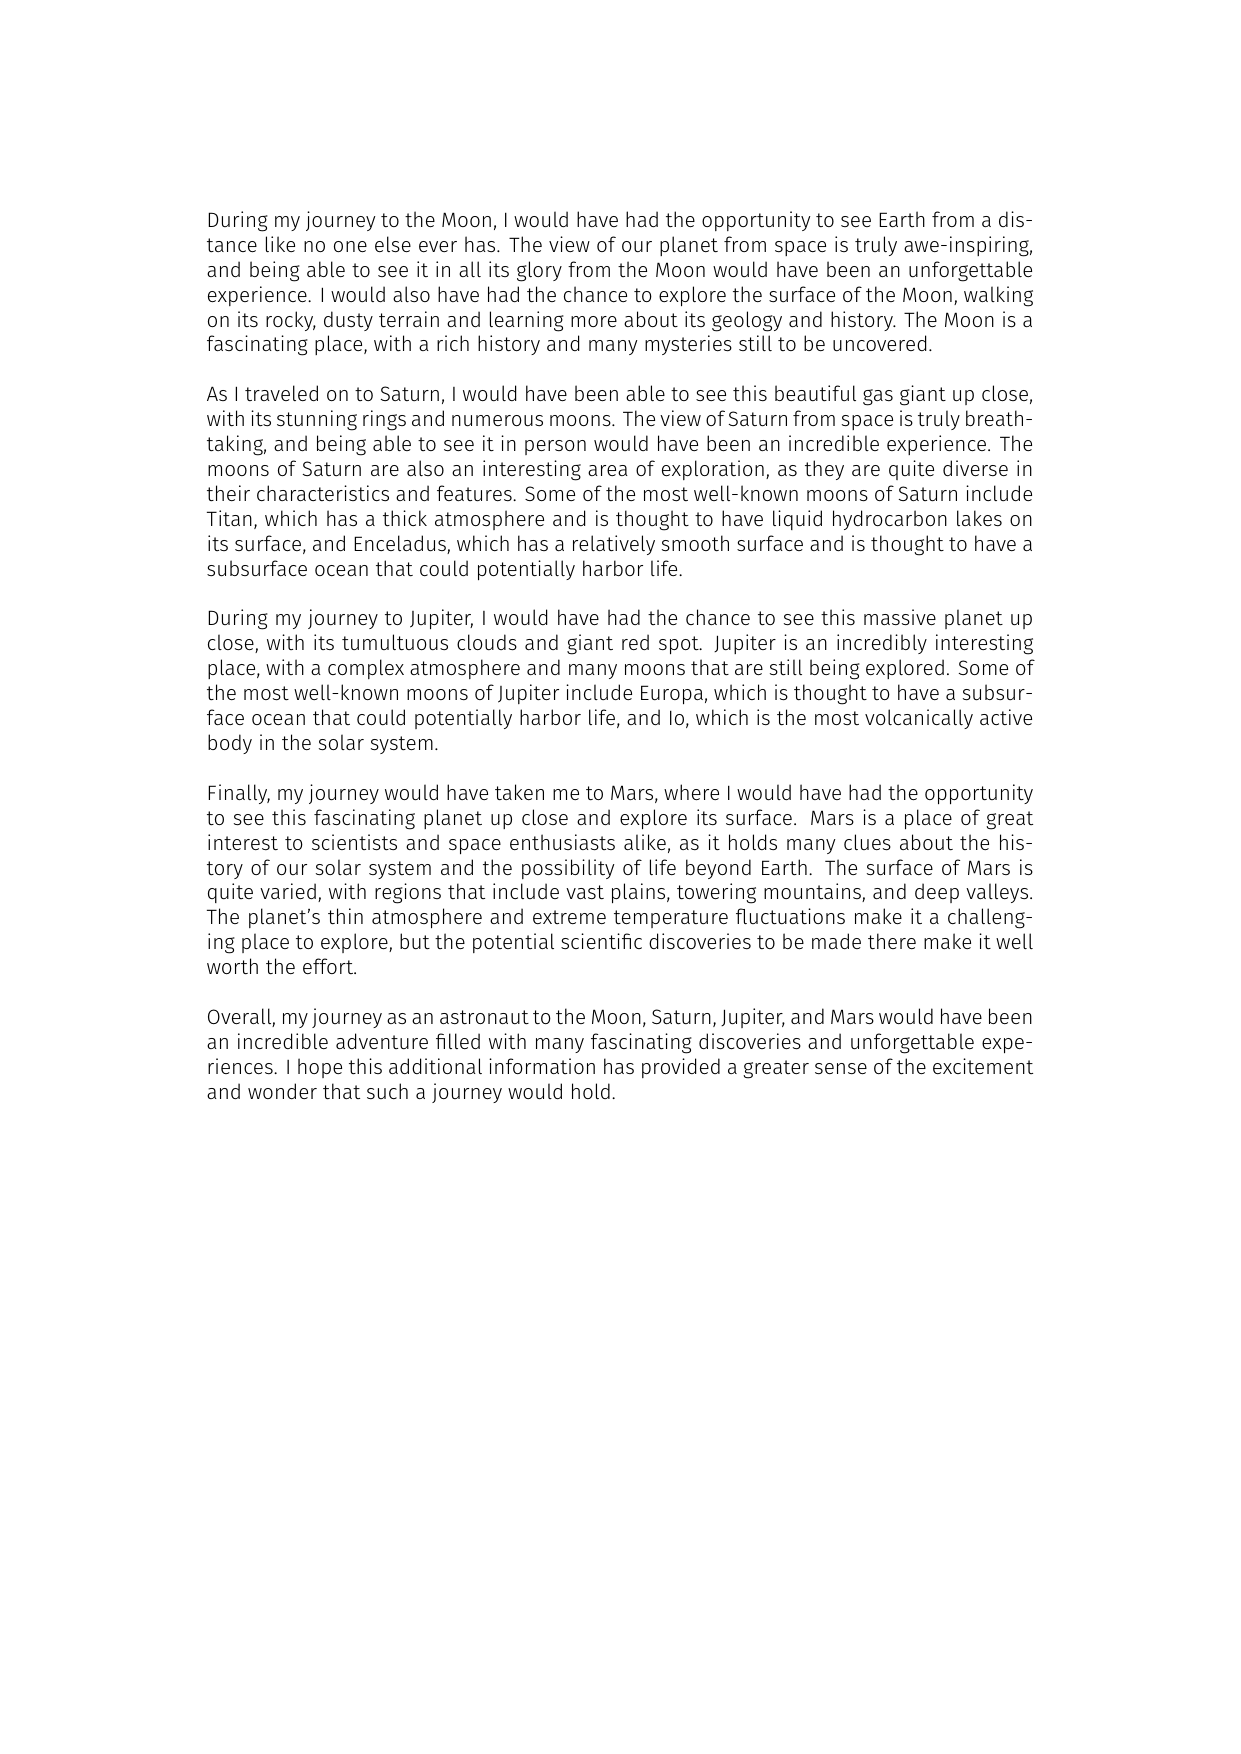 During my journey to the Moon, I would have had the opportunity to see Earth from a dis-
tance like no one else ever has. The view of our planet from space is truly awe-inspiring,
and being able to see it in all its glory from the Moon would have been an unforgettable
experience. I would also have had the chance to explore the surface of the Moon, walking
on its rocky, dusty terrain and learning more about its geology and history. The Moon is a
fascinating place, with a rich history and many mysteries still to be uncovered.
As I traveled on to Saturn, I would have been able to see this beautiful gas giant up close,
with its stunning rings and numerous moons. The view of Saturn from space is truly breath-
taking, and being able to see it in person would have been an incredible experience. The
moons of Saturn are also an interesting area of exploration, as they are quite diverse in
their characteristics and features. Some of the most well-known moons of Saturn include
Titan, which has a thick atmosphere and is thought to have liquid hydrocarbon lakes on
its surface, and Enceladus, which has a relatively smooth surface and is thought to have a
subsurface ocean that could potentially harbor life.
During my journey to Jupiter, I would have had the chance to see this massive planet up
close, with its tumultuous clouds and giant red spot. Jupiter is an incredibly interesting
place, with a complex atmosphere and many moons that are still being explored. Some of
the most well-known moons of Jupiter include Europa, which is thought to have a subsur-
face ocean that could potentially harbor life, and Io, which is the most volcanically active
body in the solar system.
Finally, my journey would have taken me to Mars, where I would have had the opportunity
to see this fascinating planet up close and explore its surface. Mars is a place of great
interest to scientists and space enthusiasts alike, as it holds many clues about the his-
tory of our solar system and the possibility of life beyond Earth. The surface of Mars is
quite varied, with regions that include vast plains, towering mountains, and deep valleys.
The planet's thin atmosphere and extreme temperature fluctuations make it a challeng-
ing place to explore, but the potential scientific discoveries to be made there make it well
worth the effort.
Overall, my journey as an astronaut to the Moon, Saturn, Jupiter, and Mars would have been
an incredible adventure filled with many fascinating discoveries and unforgettable expe-
riences. I hope this additional information has provided a greater sense of the excitement
and wonder that such a journey would hold.